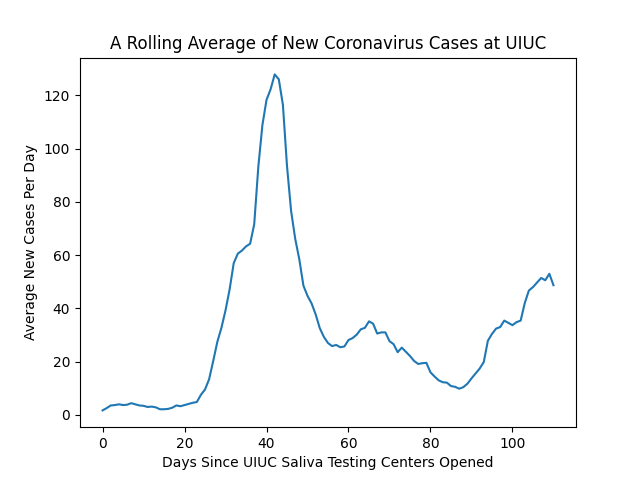 A Rolling Average of New Coronavirus Cases at UIUC
Average New Cases Per Day
120
100
80
60
40
20
0
0 20 40 60 80 100
Days Since UIUC Saliva Testing Centers Opened